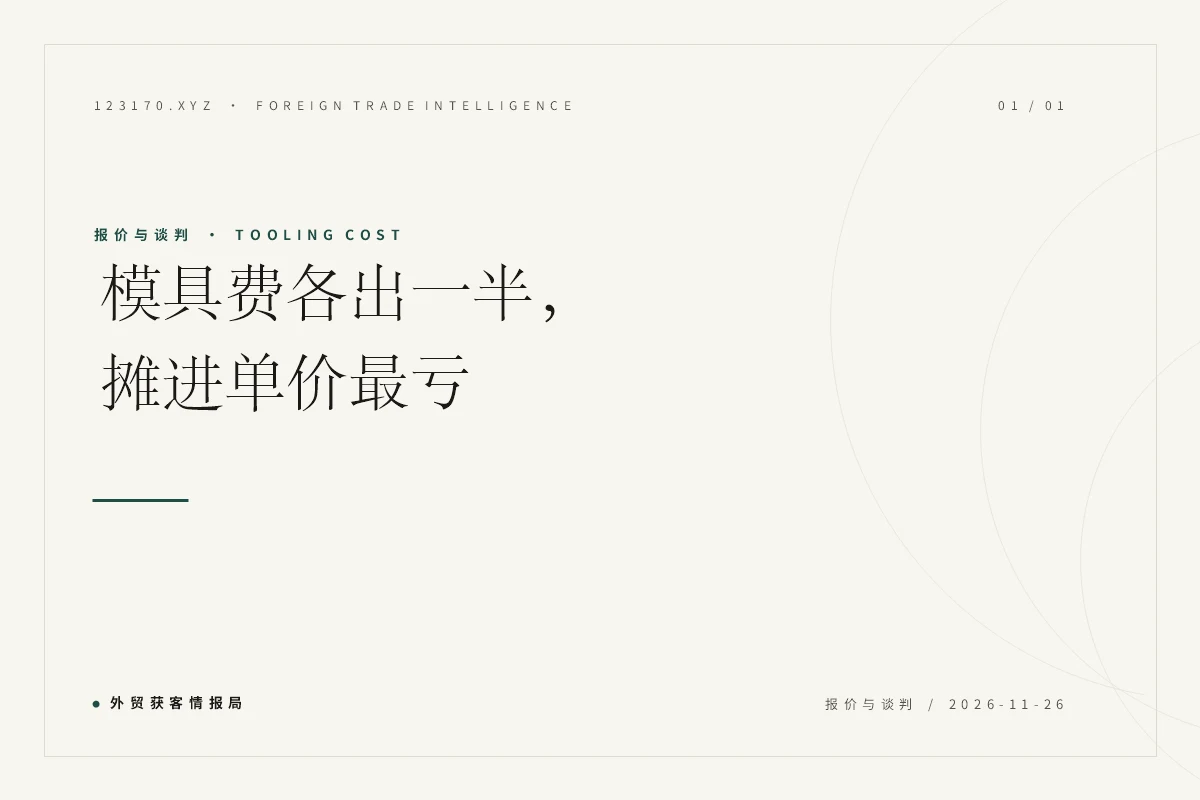 123170.XYZ · FOREIGN TRADE INTELLIGENCE
01 / 01
报价与谈判 · TOOLING COST
模具费各出一半，
摊进单价最亏
外贸获客情报局
报价与谈判 / 2026-11-26